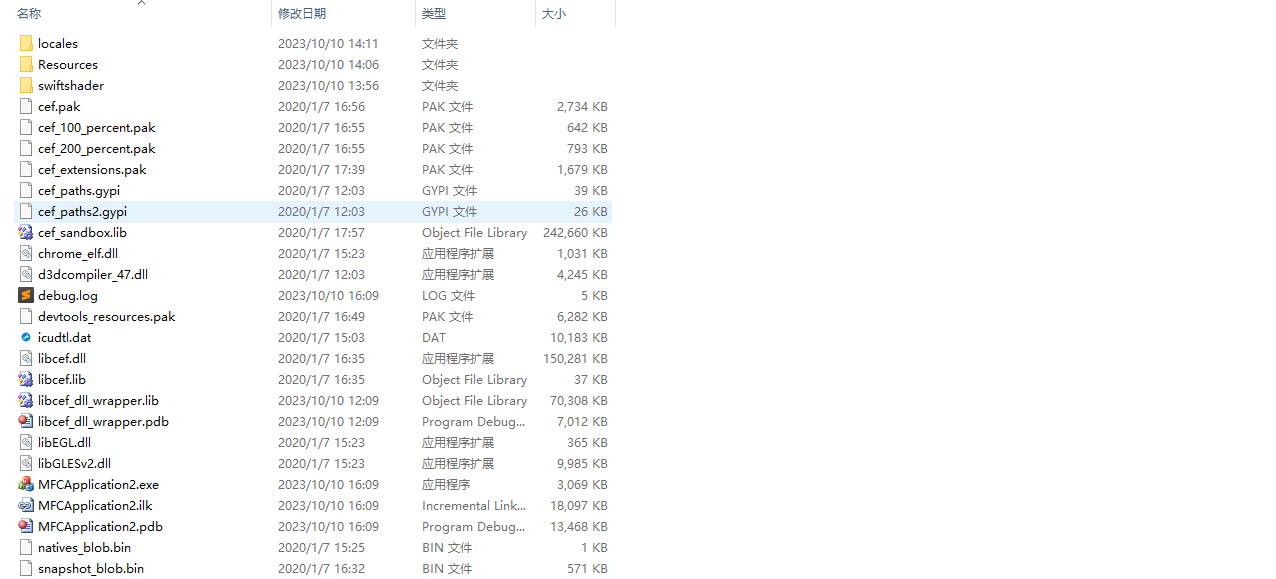 名称 修改日期 类型 大小
locales 2023/10/10 14:11 文件夹
Resources 2023/10/10 14:06 文件夹
swiftshader 2023/10/10 13:56 文件夹
cef.pak 2020/1/7 16:56 PAK 文件 2,734 KB
cef_100_percent.pak 2020/1/7 16:55 PAK 文件 642 KB
cef_200_percent.pak 2020/1/7 16:55 PAK 文件 793 KB
cef_extensions.pak 2020/1/7 17:39 PAK 文件 1,679 KB
cef_paths.gypi 2020/1/7 12:03 GYPI 文件 39 KB
cef_paths2.gypi 2020/1/7 12:03 GYPI 文件 26 KB
cef_sandbox.lib 2020/1/7 17:57 Object File Library 242,660 KB
chrome_elf.dll 2020/1/7 15:23 应用程序扩展 1,031 KB
d3dcompiler_47.dll 2020/1/7 12:03 应用程序扩展 4,245 KB
debug.log 2023/10/10 16:09 LOG 文件 5 KB
devtools_resources.pak 2020/1/7 16:49 PAK 文件 6,282 KB
icudtl.dat 2020/1/7 15:03 DAT 10,183 KB
libcef.dll 2020/1/7 16:35 应用程序扩展 150,281 KB
libcef.lib 2020/1/7 16:35 Object File Library 37 KB
libcef_dll_wrapper.lib 2023/10/10 12:09 Object File Library 70,308 KB
libcef_dll_wrapper.pdb 2023/10/10 12:09 Program Debug... 7,012 KB
libEGL.dll 2020/1/7 15:23 应用程序扩展 365 KB
libGLESv2.dll 2020/1/7 15:23 应用程序扩展 9,985 KB
MFCApplication2.exe 2023/10/10 16:09 应用程序 3,069 KB
MFCApplication2.ilk 2023/10/10 16:09 Incremental Link... 18,097 KB
MFCApplication2.pdb 2023/10/10 16:09 Program Debug... 13,468 KB
natives_blob.bin 2020/1/7 15:25 BIN 文件 1 KB
snapshot_blob.bin 2020/1/7 16:32 BIN 文件 571 KB